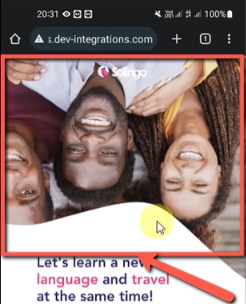 20:31
100%
s.dev-integrations.com
1
Solingo
Let's learn a new
language and travel
at the same time!